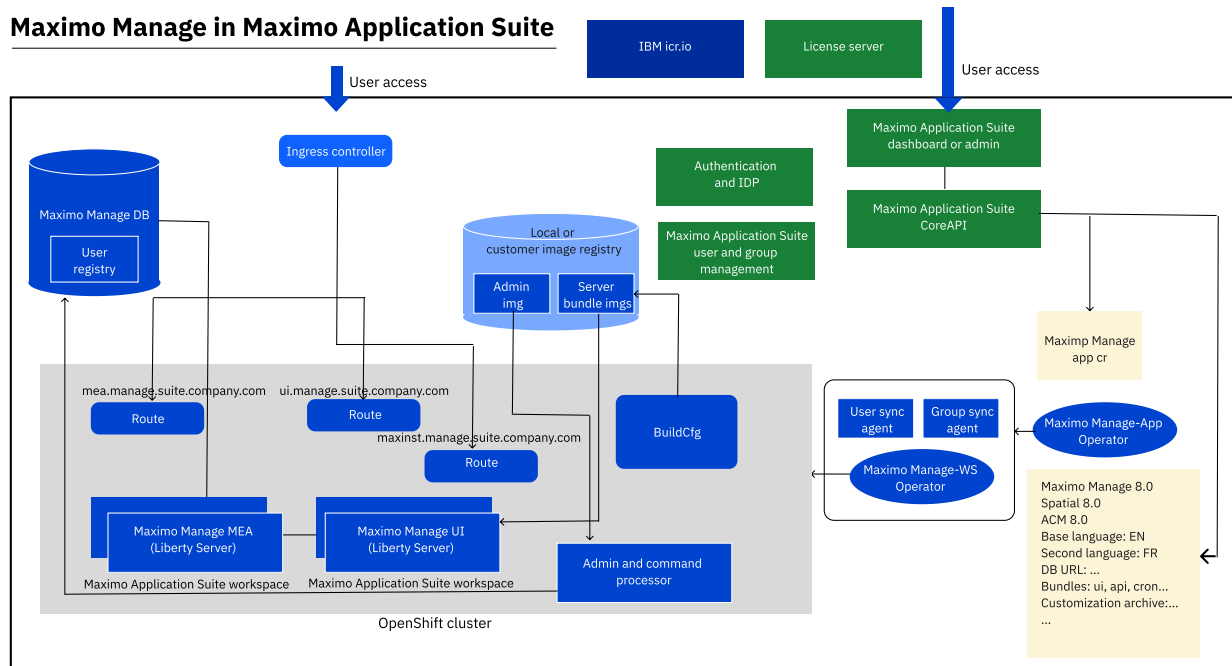 Maximo Manage in Maximo Application Suite
IBM icr.io
License server
User access
User access
Ingress controller
Maximo Manage DB
User
registry
Local or
customer image registry
Admin
img
Server
bundle imgs
Authentication
and IDP
Maximo Application Suite
user and group
management
Maximo Application Suite
dashboard or admin
Maximo Application Suite
CoreAPI
Maximp Manage
app cr
mea.manage.suite.company.com
Route
ui.manage.suite.company.com
Route
maxinst.manage.suite.company.com
Route
BuildCfg
User sync
agent
Group sync
agent
Maximo Manage-WS
Operator
Maximo Manage-App
Operator
Maximo Manage MEA
(Liberty Server)
Maximo Application Suite workspace
Maximo Manage UI
(Liberty Server)
Maximo Application Suite workspace
Admin and command
processor
OpenShift cluster
Maximo Manage 8.0
Spatial 8.0
ACM 8.0
Base language: EN
Second language: FR
DB URL: ...
Bundles: ui, api, cron...
Customization archive:...
...